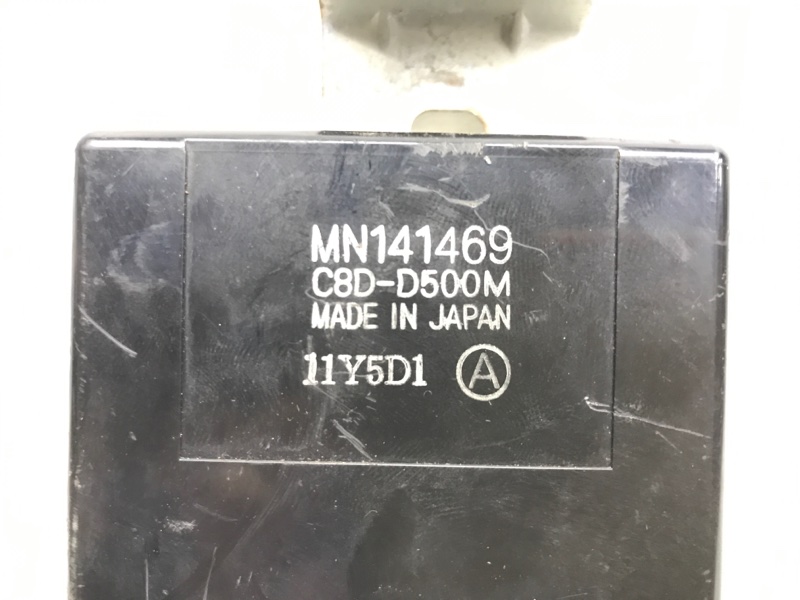 MN141469
C8D-D500M
MADE IN JAPAN
11Y5D1 Ⓐ